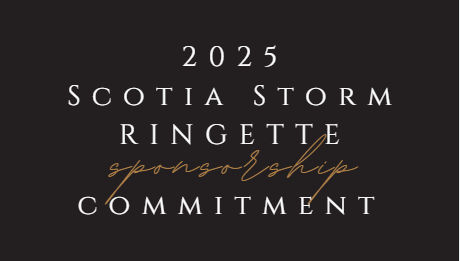 2025
Scotia Storm
RINGETTE
sponsorship
COMMITMENT